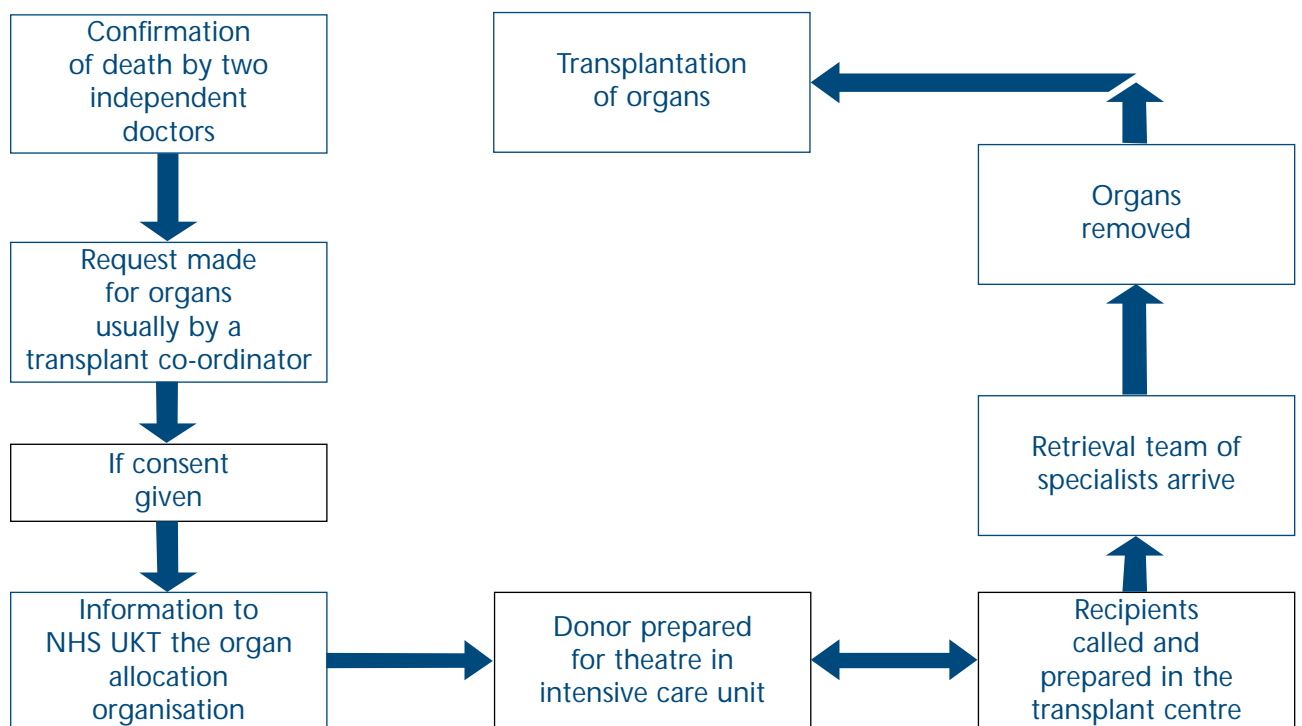 Confirmation
of death by two
independent
doctors
Request made
for organs
usually by a
transplant co-ordinator
If consent
given
Information to
NHS UKT the organ
allocation
organisation
Donor prepared
for theatre in
intensive care unit
Recipients
called and
prepared in the
transplant centre
Retrieval team of
specialists arrive
Organs
removed
Transplantation
of organs